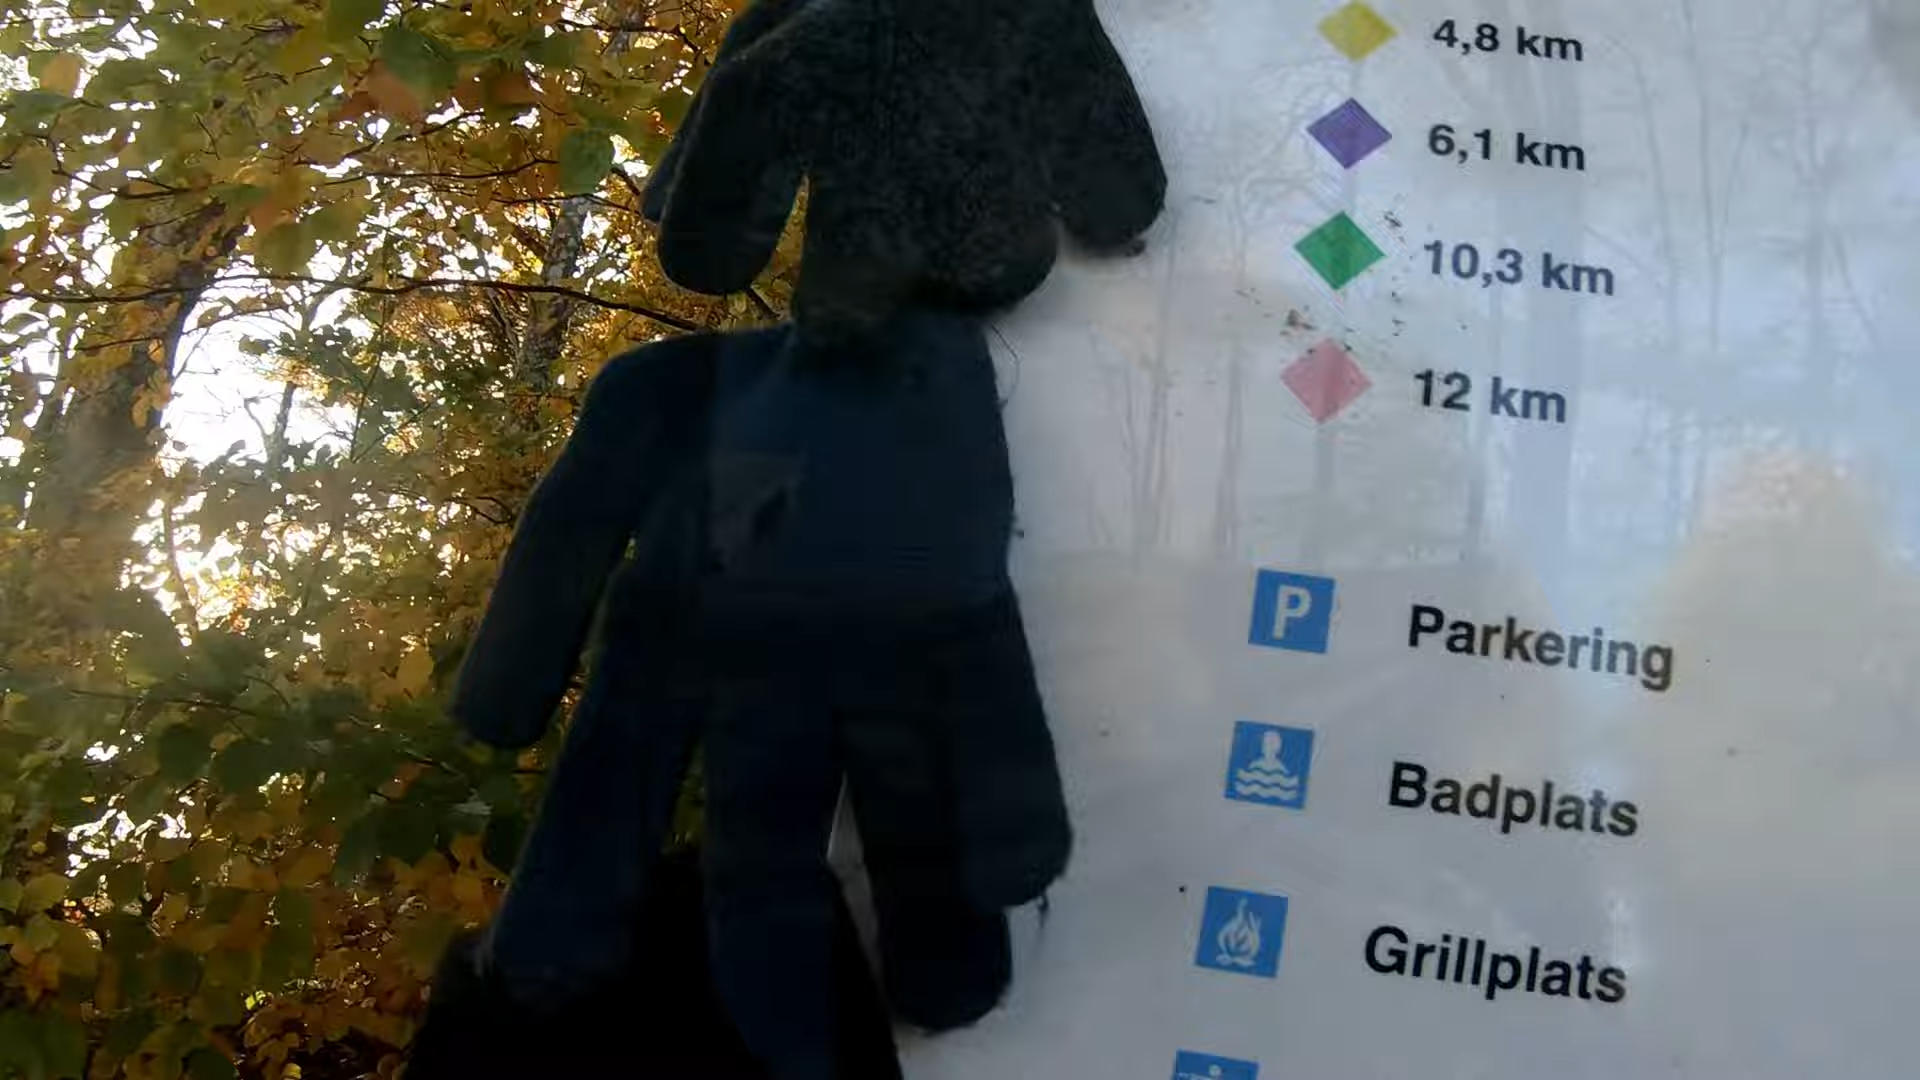 4,8 km
6,1 km
10,3 km
12 km
P Parkering
Badplats
Grillplats